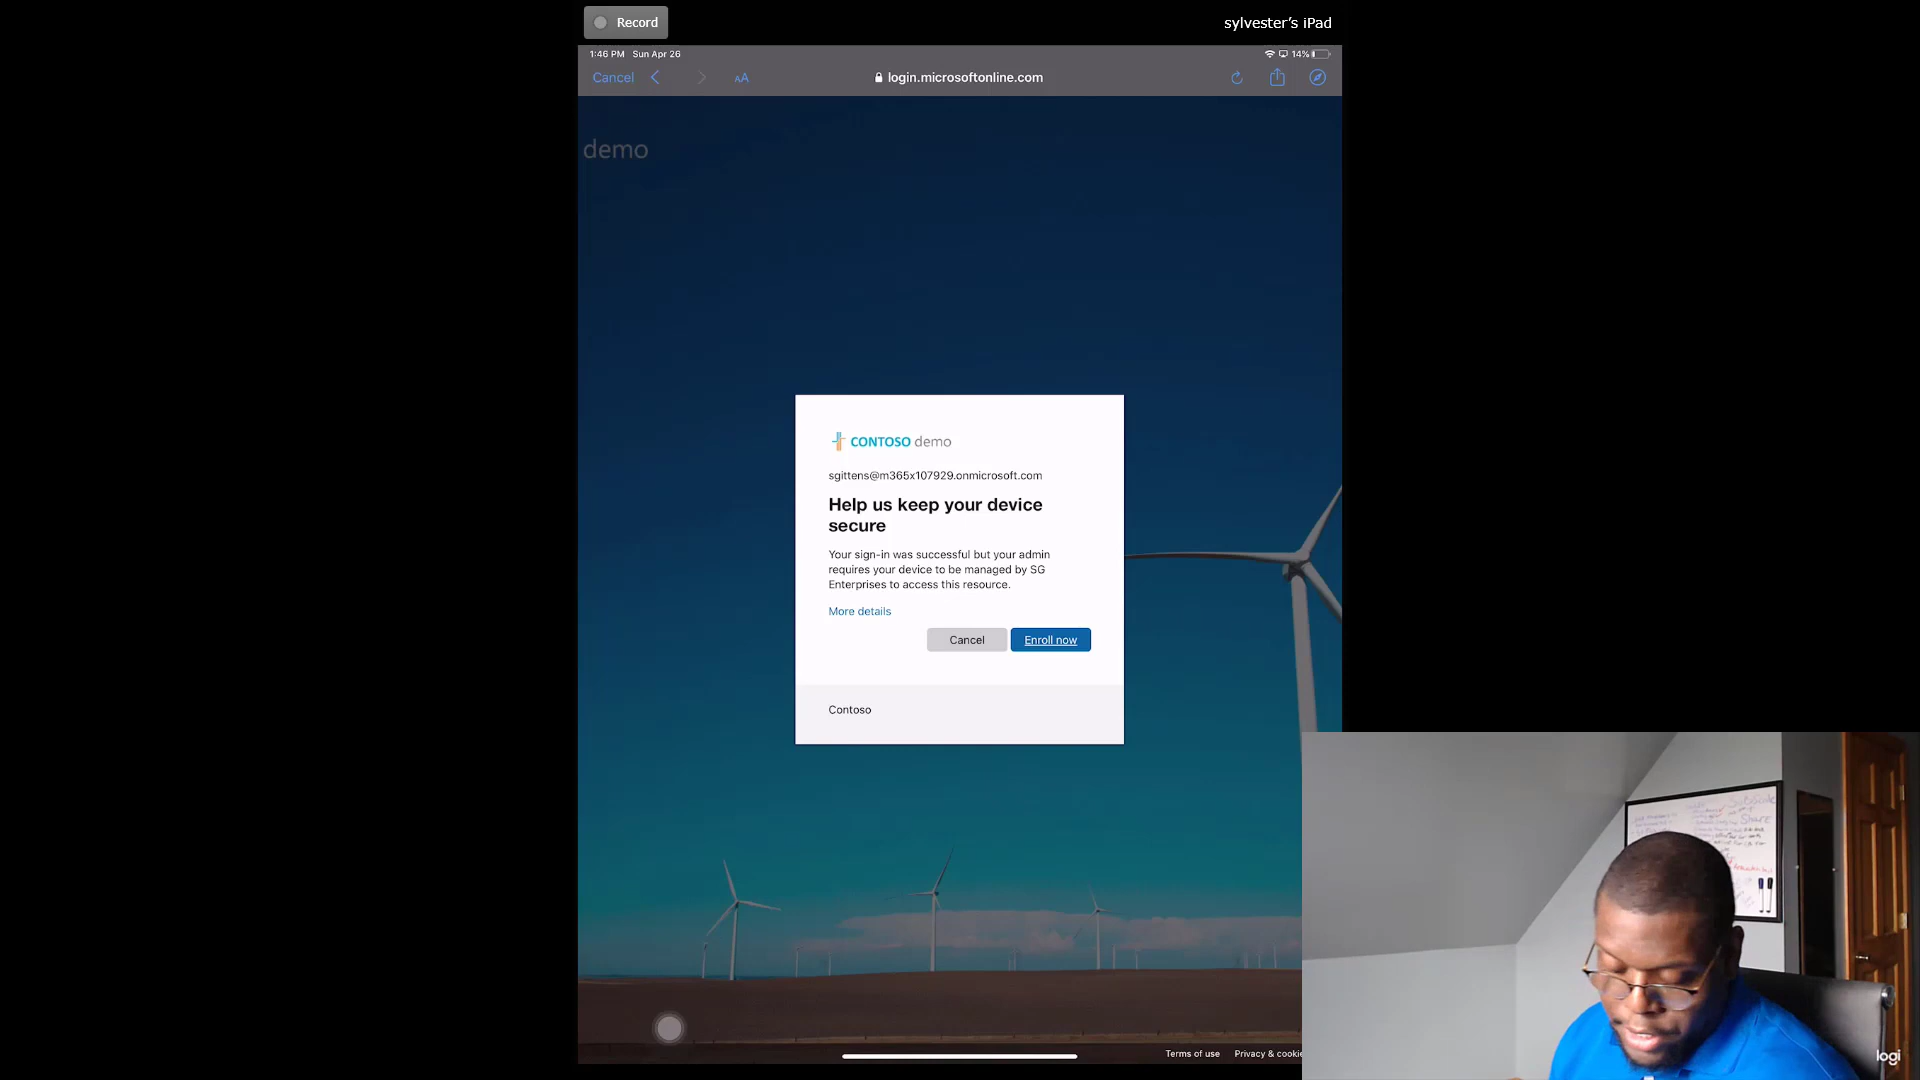 Record
sylvester’s iPad
1:46 PM Sun Apr 26
14%
Cancel
AA
login.microsoftonline.com
demo
CONTOSO demo
sgittens@m365x107929.onmicrosoft.com
Help us keep your device
secure
Your sign-in was successful but your admin
requires your device to be managed by SG
Enterprises to access this resource.
More details
Cancel
Enroll now
Contoso
SHARE
Terms of use
Privacy & cookie
logi